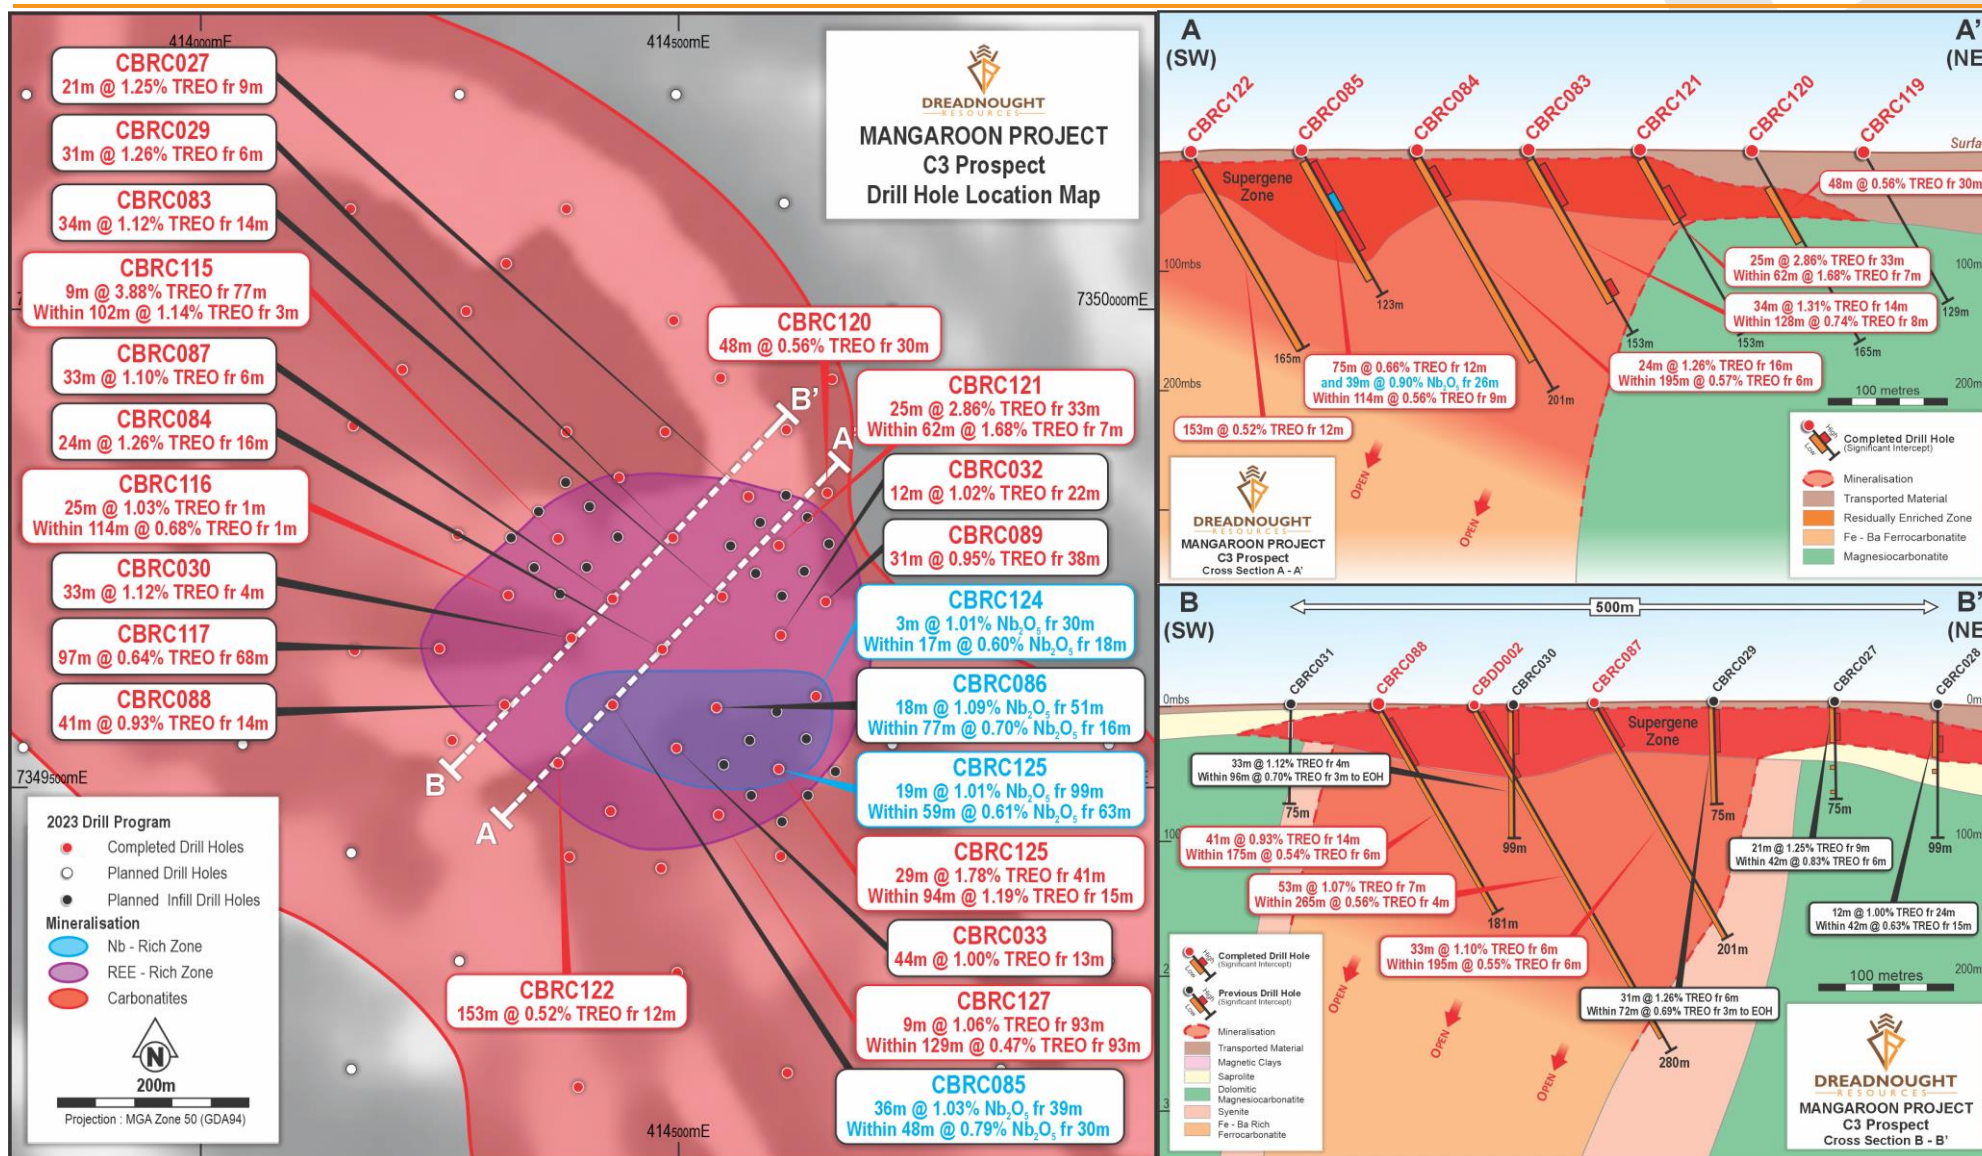 414000mE
414500mE
CBRC027
21m @ 1.25% TREO fr 9m
CBRC029
31m @ 1.26% TREO fr 6m
CBRC083
34m @ 1.12% TREO fr 14m
CBRC115
9m @ 3.88% TREO fr 77m
Within 102m @ 1.14% TREO fr 3m
CBRC087
33m @ 1.10% TREO fr 6m
CBRC084
24m @ 1.26% TREO fr 16m
CBRC116
25m @ 1.03% TREO fr 1m
Within 114m @ 0.68% TREO fr 1m
CBRC030
33m @ 1.12% TREO fr 4m
CBRC117
97m @ 0.64% TREO fr 68m
CBRC088
41m @ 0.93% TREO fr 14m
7349500mE
DREADNOUGHT
RESOURCES
MANGAROON PROJECT
C3 Prospect
Drill Hole Location Map
7350000mE
CBRC120
48m @ 0.56% TREO fr 30m
CBRC121
25m @ 2.86% TREO fr 33m
Within 62m @ 1.68% TREO fr 7m
CBRC032
12m @ 1.02% TREO fr 22m
CBRC089
31m @ 0.95% TREO fr 38m
CBRC124
3m @ 1.01% Nb₂O₅ fr 30m
Within 17m @ 0.60% Nb₂O₅ fr 18m
CBRC086
18m @ 1.09% Nb₂O₅ fr 51m
Within 77m @ 0.70% Nb₂O₅ fr 16m
CBRC125
19m @ 1.01% Nb₂O₅ fr 99m
Within 59m @ 0.61% Nb₂O₅ fr 63m
CBRC125
29m @ 1.78% TREO fr 41m
Within 94m @ 1.19% TREO fr 15m
CBRC033
44m @ 1.00% TREO fr 13m
CBRC127
9m @ 1.06% TREO fr 93m
Within 129m @ 0.47% TREO fr 93m
CBRC085
36m @ 1.03% Nb₂O₅ fr 39m
Within 48m @ 0.79% Nb₂O₅ fr 30m
CBRC122
153m @ 0.52% TREO fr 12m
B'
A'
B
A
2023 Drill Program
Completed Drill Holes
Planned Drill Holes
Planned Infill Drill Holes
Mineralisation
Nb - Rich Zone
REE - Rich Zone
Carbonatites
N
200m
Projection : MGA Zone 50 (GDA94)
414500mE
A
(SW)
A'
(NE
CBRC122
CBRC085
CBRC084
CBRC083
CBRC121
CBRC120
CBRC119
Surfa
Supergene
Zone
48m @ 0.56% TREO fr 30m
25m @ 2.86% TREO fr 33m
Within 62m @ 1.68% TREO fr 7m
34m @ 1.31% TREO fr 14m
Within 128m @ 0.74% TREO fr 8m
100mbs
100m
123m
129m
165m
153m
153m
165m
75m @ 0.66% TREO fr 12m
and 39m @ 0.90% Nb₂O₅ fr 26m
Within 114m @ 0.56% TREO fr 9m
24m @ 1.26% TREO fr 16m
Within 195m @ 0.57% TREO fr 6m
200mbs
200m
201m
100 metres
153m @ 0.52% TREO fr 12m
OPEN
OPEN
DREADNOUGHT
RESOURCES
MANGAROON PROJECT
C3 Prospect
Cross Section A - A'
High
Low
Completed Drill Hole
(Significant Intercept)
Mineralisation
Transported Material
Residually Enriched Zone
Fe - Ba Ferrocarbonatite
Magnesiocarbonatite
B
(SW)
500m
B'
(NE
CBRC031
CBRC088
CBDD002
CBRC030
CBRC087
CBRC029
CBRC027
CBRC028
0mbs
0m
Supergene
Zone
33m @ 1.12% TREO fr 4m
Within 96m @ 0.70% TREO fr 3m to EOH
75m
75m
75m
100
100m
99m
99m
41m @ 0.93% TREO fr 14m
Within 175m @ 0.54% TREO fr 6m
21m @ 1.25% TREO fr 9m
Within 42m @ 0.83% TREO fr 6m
53m @ 1.07% TREO fr 7m
Within 265m @ 0.56% TREO fr 4m
12m @ 1.00% TREO fr 24m
Within 42m @ 0.63% TREO fr 15m
181m
201m
33m @ 1.10% TREO fr 6m
Within 195m @ 0.55% TREO fr 6m
2
200m
100 metres
31m @ 1.26% TREO fr 6m
Within 72m @ 0.69% TREO fr 3m to EOH
280m
OPEN
OPEN
OPEN
3
High
Low
Completed Drill Hole
(Significant Intercept)
High
Low
Previous Drill Hole
(Significant Intercept)
Mineralisation
Transported Material
Magnetic Clays
Saprolite
Dolomitic
Magnesiocarbonatite
Syenite
Fe - Ba Rich
Ferrocarbonatite
DREADNOUGHT
RESOURCES
MANGAROON PROJECT
C3 Prospect
Cross Section B - B'